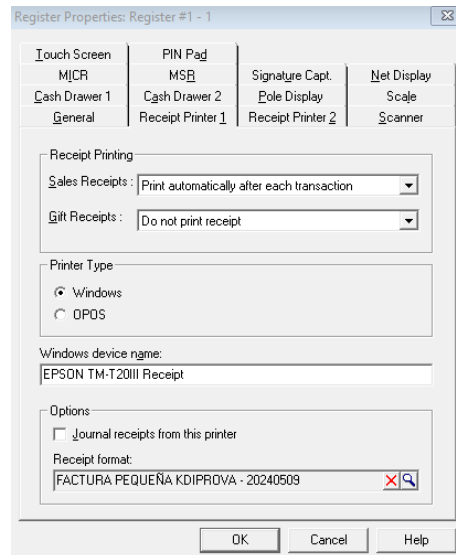 Register Properties: Register #1 - 1
Touch Screen PIN Pad
MICR MSR Signature Capt. Net Display
Cash Drawer 1 Cash Drawer 2 Pole Display Scale
General Receipt Printer 1 Receipt Printer 2 Scanner
Receipt Printing
Sales Receipts : Print automatically after each transaction
Gift Receipts : Do not print receipt
Printer Type
Windows
OPOS
Windows device name:
EPSON TM-T20III Receipt
Options
Journal receipts from this printer
Receipt format:
FACTURA PEQUEÑA KDIPROVA - 20240509
OK Cancel Help